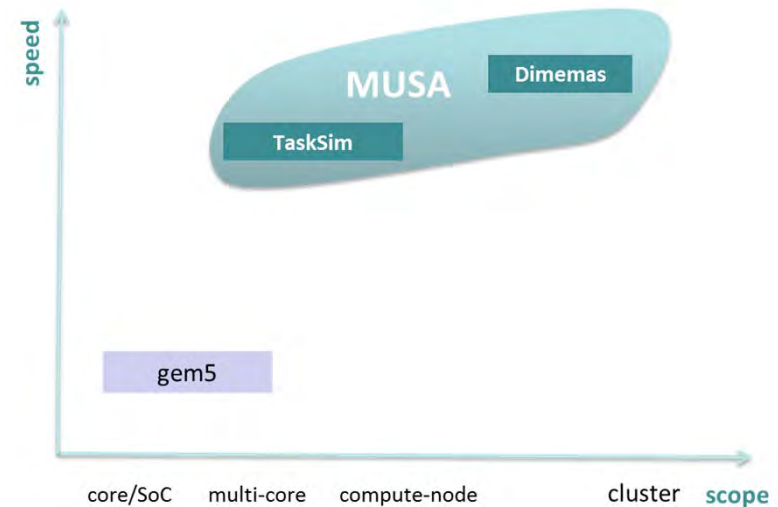 speed
MUSA
Dimemas
TaskSim
gem5
core/SoC multi-core compute-node cluster scope